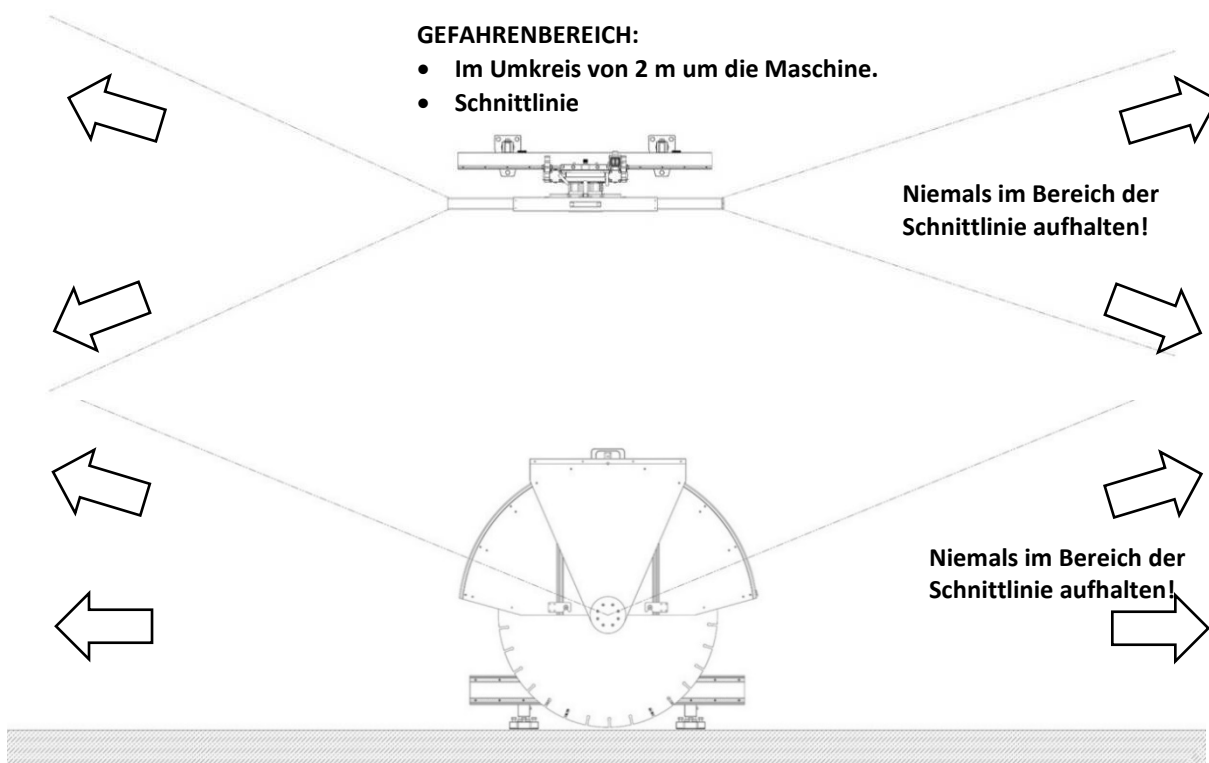 GEFAHRENBEREICH:
• Im Umkreis von 2 m um die Maschine.
• Schnittlinie
Niemals im Bereich der
Schnittlinie aufhalten!
Niemals im Bereich der
Schnittlinie aufhalten!